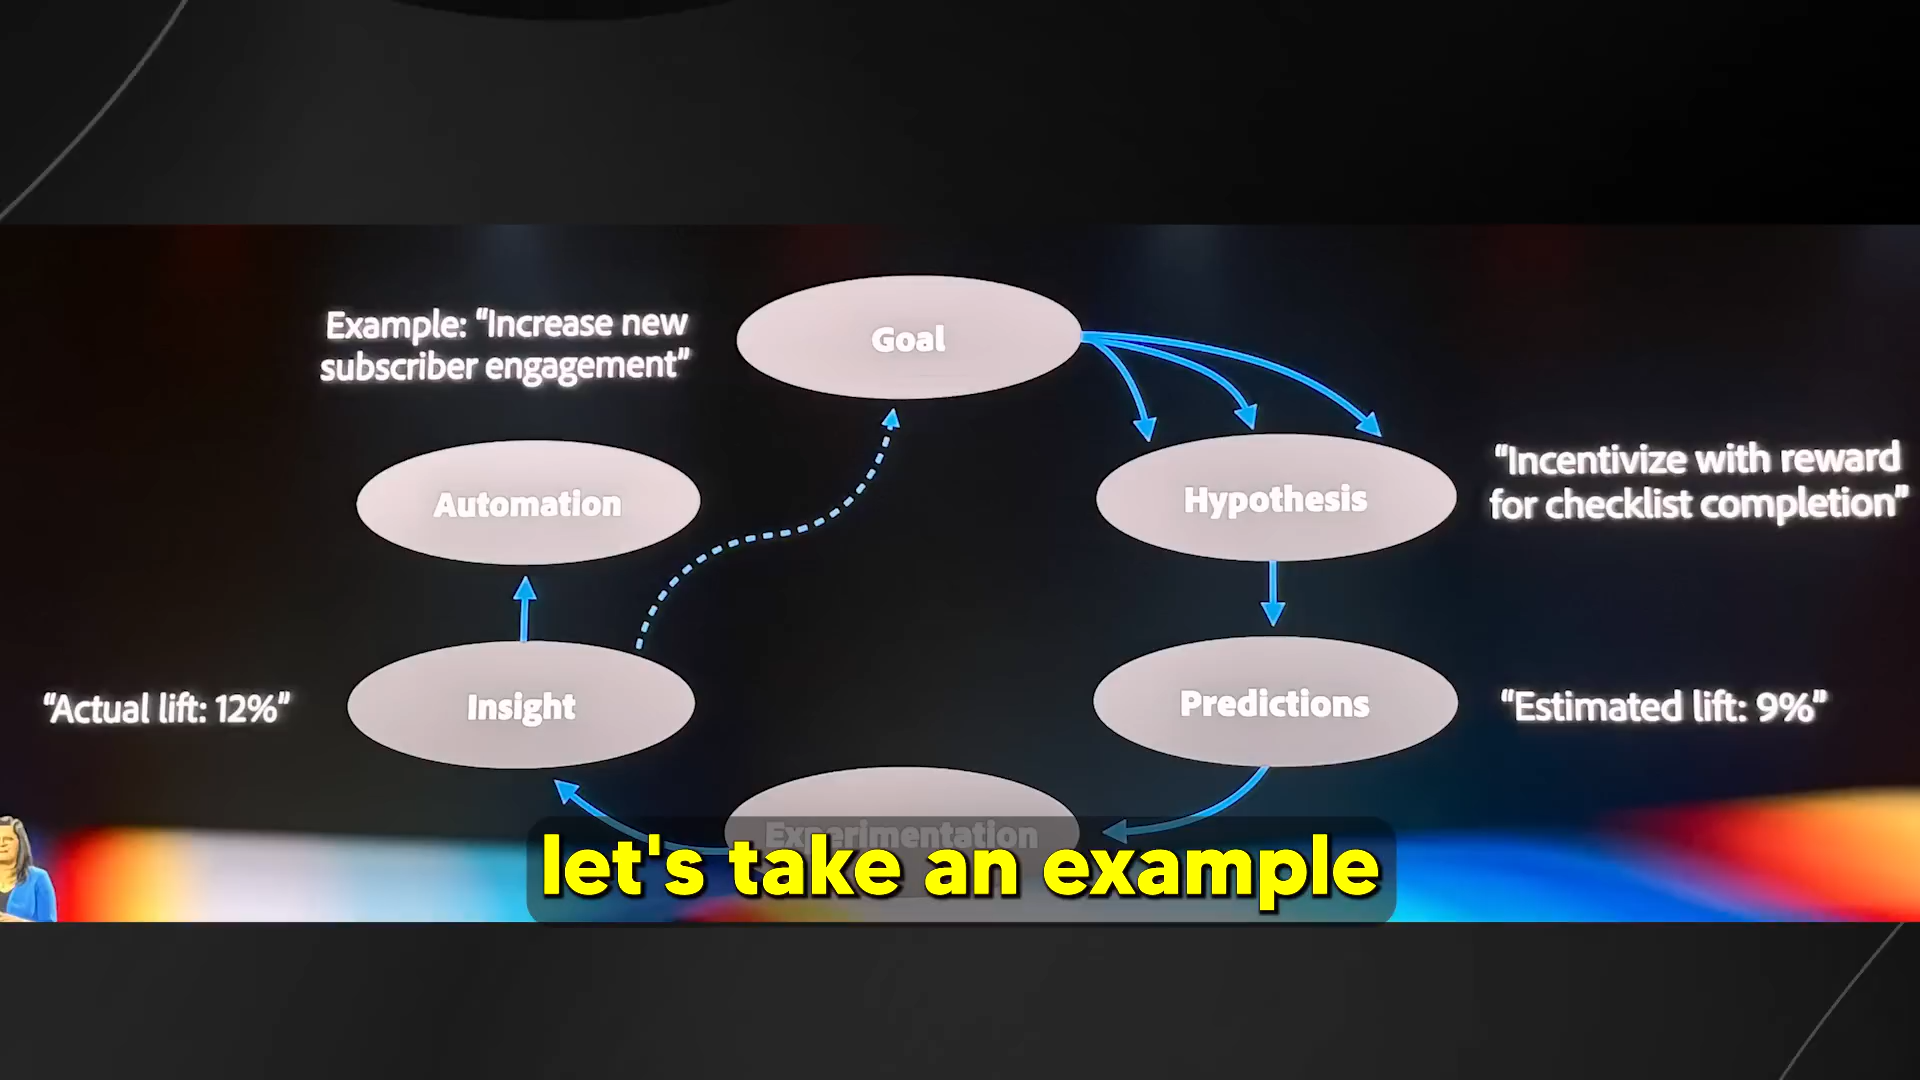 Example: “Increase new
subscriber engagement”
Goal
Automation
Hypothesis
“Incentivize with reward
for checklist completion”
“Actual lift: 12%”
Insight
Predictions
“Estimated lift: 9%”
Experimentation
let's take an example